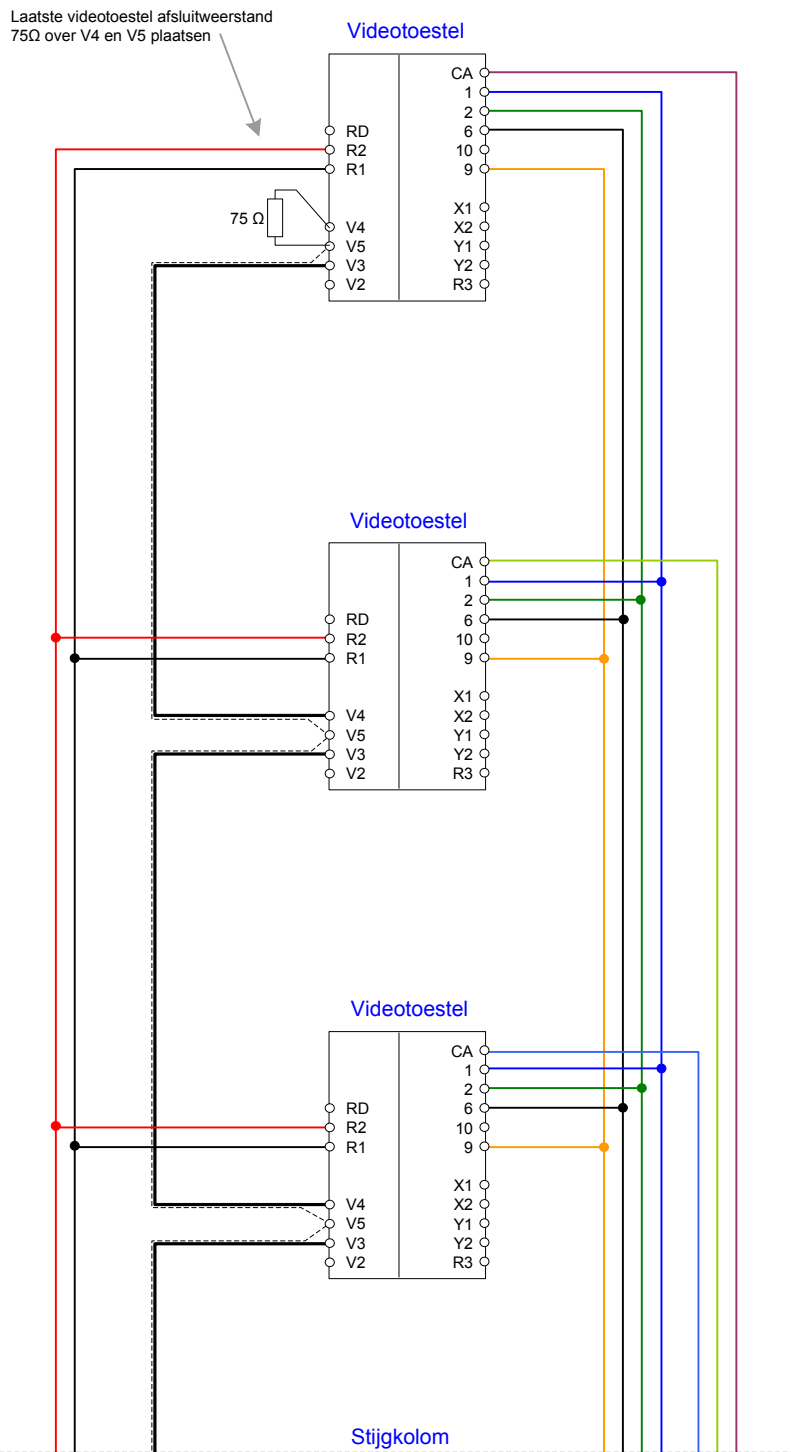 Laatste videotoestel afsluitweerstand
75Ω over V4 en V5 plaatsen
Videotoestel
CA
1
2
RD
6
R2
10
R1
9
X1
75 Ω
V4
X2
V5
Y1
V3
Y2
V2
R3
Videotoestel
CA
1
2
RD
6
R2
10
R1
9
X1
V4
X2
V5
Y1
V3
Y2
V2
R3
Videotoestel
CA
1
2
RD
6
R2
10
R1
9
X1
V4
X2
V5
Y1
V3
Y2
V2
R3
Stijgkolom